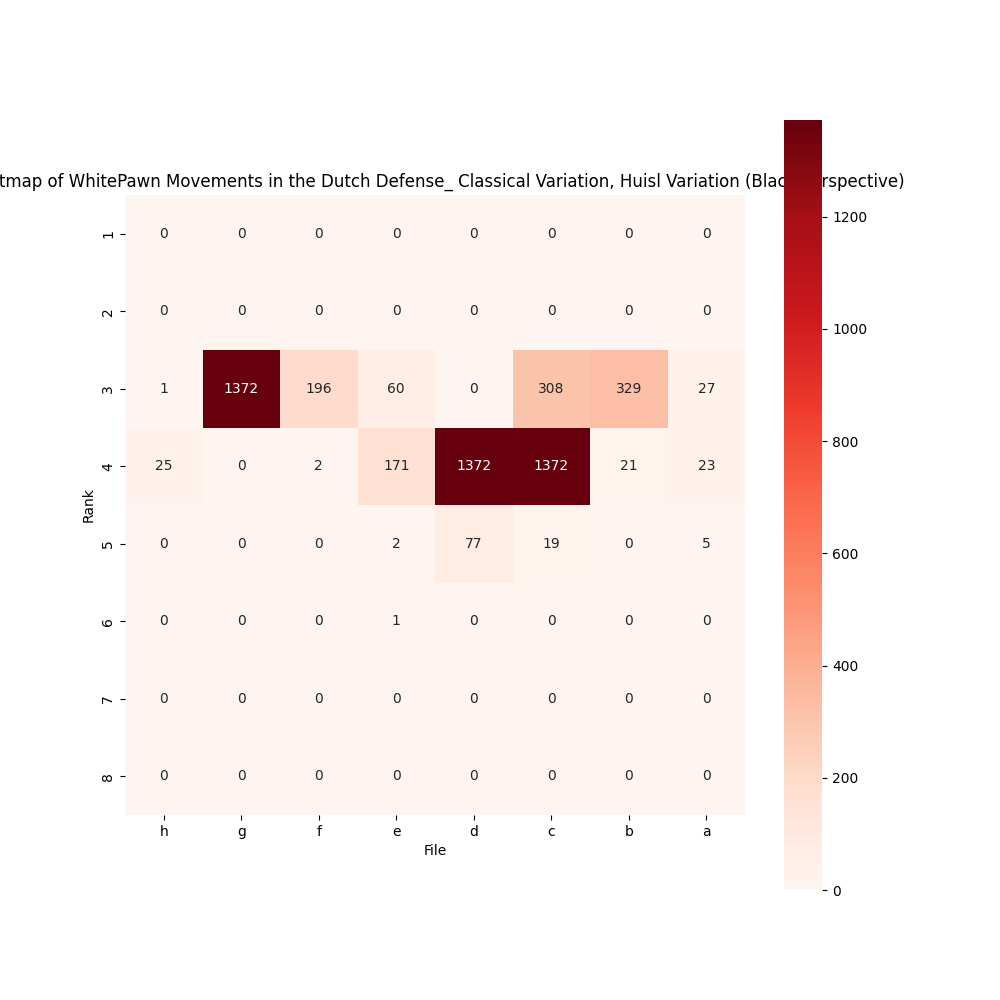 tmap of WhitePawn Movements in the Dutch Defense_ Classical Variation, Huisl Variation (Blac rspective)
1 0 0 0 0 0 0 0 0
1200
2 0 0 0 0 0 0 0 0
1000
3 1 1372 196 60 0 308 329 27
800
4 25 0 2 171 1372 1372 21 23
Rank
5 0 0 0 2 77 19 0 5
600
6 0 0 0 1 0 0 0 0
400
7 0 0 0 0 0 0 0 0
200
8 0 0 0 0 0 0 0 0
h g f e d c b a
File
0